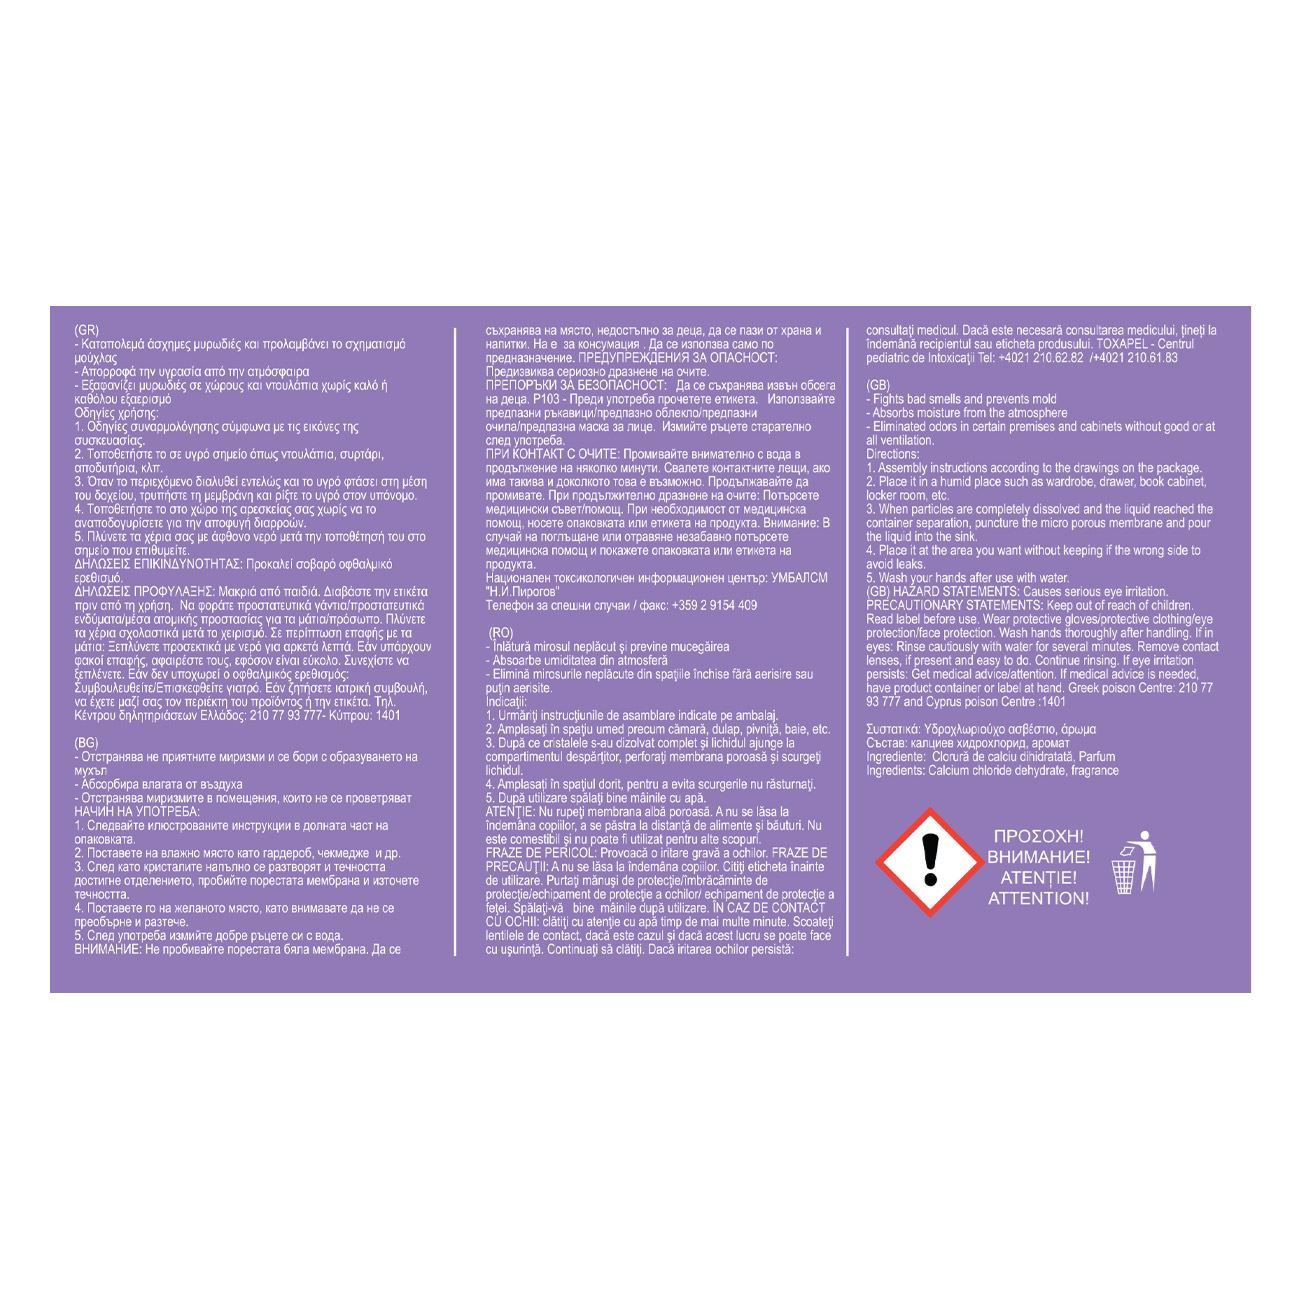 (GR)
- Καταπολεμά άσχημες μυρωδιές και προλαμβάνει το σχηματισμό
μούχλας
- Απορροφά την υγρασία από την ατμόσφαιρα
- Εξαφανίζει μυρωδιές σε χώρους και ντουλάπια χωρίς καλό ή
καθόλου εξαερισμό
Οδηγίες χρήσης:
1. Οδηγίες συναρμολόγησης σύμφωνα με τις εικόνες της
συσκευασίας.
2. Τοποθετήστε το σε υγρό σημείο όπως ντουλάπια, συρτάρι,
αποδυτήρια, κλπ.
3. Όταν το περιεχόμενο διαλυθεί εντελώς και το υγρό φτάσει στη μέση
του δοχείου, τρυπήστε τη μεμβράνη και ρίξτε το υγρό στον υπόνομο.
4. Τοποθετήστε το στο χώρο της αρεσκείας σας χωρίς να το
αναποδογυρίσετε για την αποφυγή διαρροών.
5. Πλύνετε τα χέρια σας με άφθονο νερό μετά την τοποθέτησή του στο
σημείο που επιθυμείτε.
ΔΗΛΩΣΕΙΣ ΕΠΙΚΙΝΔΥΝΟΤΗΤΑΣ: Προκαλεί σοβαρό οφθαλμικό
ερεθισμό.
ΔΗΛΩΣΕΙΣ ΠΡΟΦΥΛΑΞΗΣ: Μακριά από παιδιά. Διαβάστε την ετικέτα
πριν από τη χρήση. Να φοράτε προστατευτικά γάντια/προστατευτικά
ενδύματα/μέσα ατομικής προστασίας για τα μάτια/πρόσωπο. Πλύνετε
τα χέρια σχολαστικά μετά το χειρισμό. Σε περίπτωση επαφής με τα
μάτια: Ξεπλύνετε προσεκτικά με νερό για αρκετά λεπτά. Εάν υπάρχουν
φακοί επαφής, αφαιρέστε τους, εφόσον είναι εύκολο. Συνεχίστε να
ξεπλένετε. Εάν δεν υποχωρεί ο οφθαλμικός ερεθισμός:
Συμβουλευθείτε/Επισκεφθείτε γιατρό. Εάν ζητήσετε ιατρική συμβουλή,
να έχετε μαζί σας τον περιέκτη του προϊόντος ή την ετικέτα. Τηλ.
Κέντρου δηλητηριάσεων Ελλάδος: 210 77 93 777- Κύπρου: 1401
(BG)
- Отстранява не приятните миризми и се бори с образуването на
мухъл
- Абсорбира влагата от въздуха
- Отстранява миризмите в помещения, които не се проветряват
НАЧИН НА УПОТРЕБА:
1. Следвайте илюстрованите инструкции в долната част на
опаковката.
2. Поставете на влажно място като гардероб, чекмедже и др.
3. След като кристалите напълно се разтворят и течността
достигне отделението, пробийте порестата мембрана и източете
течността.
4. Поставете го на желаното място, като внимавате да не се
преобърне и разтече.
5. След употреба измийте добре ръцете си с вода.
ВНИМАНИЕ: Не пробивайте порестата бяла мембрана. Да се
съхранява на място, недостъпно за деца, да се пази от храна и
напитки. На е за консумация . Да се използва само по
предназначение. ПРЕДУПРЕЖДЕНИЯ ЗА ОПАСНОСТ:
Предизвиква сериозно дразнене на очите.
ПРЕПОРЪКИ ЗА БЕЗОПАСНОСТ: Да се съхранява извън обсега
на деца. P103 - Преди употреба прочетете етикета. Използвайте
предпазни ръкавици/предпазно облекло/предпазни
очила/предпазна маска за лице. Измийте ръцете старателно
след употреба.
ПРИ КОНТАКТ С ОЧИТЕ: Промивайте внимателно с вода в
продължение на няколко минути. Свалете контактните лещи, ако
има такива и доколкото това е възможно. Продължавайте да
промивате. При продължително дразнене на очите: Потърсете
медицински съвет/помощ. При необходимост от медицинска
помощ, носете опаковката или етикета на продукта. Внимание: В
случай на поглъщане или отравяне незабавно потърсете
медицинска помощ и покажете опаковката или етикета на
продукта.
Национален токсикологичен информационен център: УМБАЛСМ
"Н.И.Пирогов"
Телефон за спешни случаи / факс: +359 2 9154 409
(RO)
- Înlătură mirosul neplăcut şi previne mucegăirea
- Absoarbe umiditatea din atmosferă
- Elimină mirosurile neplăcute din spaţiile închise fără aerisire sau
puţin aerisite.
Indicaţii:
1. Urmăriţi instrucţiunile de asamblare indicate pe ambalaj.
2. Amplasaţi în spaţiu umed precum cămară, dulap, pivniţă, baie, etc.
3. După ce cristalele s-au dizolvat complet şi lichidul ajunge la
compartimentul despărţitor, perforaţi membrana poroasă şi scurgeţi
lichidul.
4. Amplasaţi în spaţiul dorit, pentru a evita scurgerile nu răsturnaţi.
5. După utilizare spălaţi bine mâinile cu apă.
ATENŢIE: Nu rupeţi membrana albă poroasă. A nu se lăsa la
îndemâna copiilor, a se păstra la distanţă de alimente şi băuturi. Nu
este comestibil şi nu poate fi utilizat pentru alte scopuri.
FRAZE DE PERICOL: Provoacă o iritare gravă a ochilor. FRAZE DE
PRECAUŢII: A nu se lăsa la îndemâna copiilor. Citiţi eticheta înainte
de utilizare. Purtaţi mănuşi de protecţie/îmbrăcăminte de
protecţie/echipament de protecţie a ochilor/ echipament de protecţie a
feţei. Spălaţi-vă bine mâinile după utilizare. ÎN CAZ DE CONTACT
CU OCHII: clătiţi cu atenţie cu apă timp de mai multe minute. Scoateţi
lentilele de contact, dacă este cazul şi dacă acest lucru se poate face
cu uşurinţă. Continuaţi să clătiţi. Dacă iritarea ochilor persistă:
consultaţi medicul. Dacă este necesară consultarea medicului, ţineţi la
îndemână recipientul sau eticheta produsului. TOXAPEL - Centrul
pediatric de Intoxicaţii Tel: +4021 210.62.82 /+4021 210.61.83
(GB)
- Fights bad smells and prevents mold
- Absorbs moisture from the atmosphere
- Eliminated odors in certain premises and cabinets without good or at
all ventilation.
Directions:
1. Assembly instructions according to the drawings on the package.
2. Place it in a humid place such as wardrobe, drawer, book cabinet,
locker room, etc.
3. When particles are completely dissolved and the liquid reached the
container separation, puncture the micro porous membrane and pour
the liquid into the sink.
4. Place it at the area you want without keeping if the wrong side to
avoid leaks.
5. Wash your hands after use with water.
(GB) HAZARD STATEMENTS: Causes serious eye irritation.
PRECAUTIONARY STATEMENTS: Keep out of reach of children.
Read label before use. Wear protective gloves/protective clothing/eye
protection/face protection. Wash hands thoroughly after handling. If in
eyes: Rinse cautiously with water for several minutes. Remove contact
lenses, if present and easy to do. Continue rinsing. If eye irritation
persists: Get medical advice/attention. If medical advice is needed,
have product container or label at hand. Greek poison Centre: 210 77
93 777 and Cyprus poison Centre :1401
Συστατικά: Υδροχλωριούχο ασβέστιο, άρωμα
Състав: калциев хидрохлорид, аромат
Ingrediente: Clorură de calciu dihidratată, Parfum
Ingredients: Calcium chloride dehydrate, fragrance
ΠΡΟΣΟΧΗ!
ВНИМАНИЕ!
ATENŢIE!
ATTENTION!